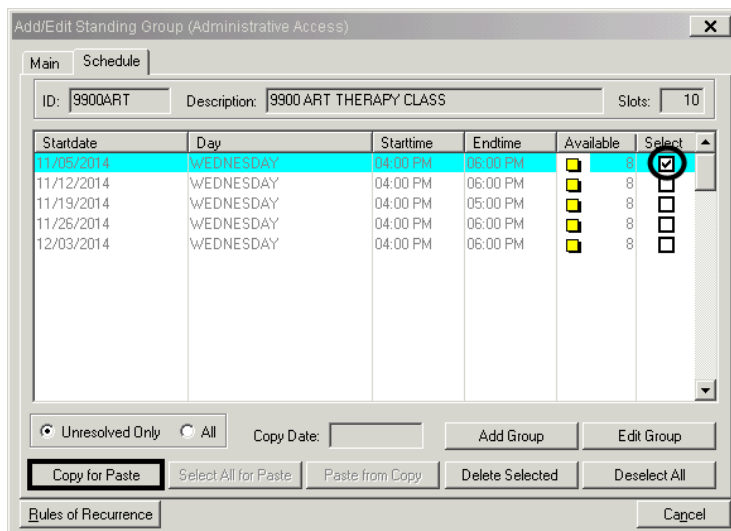 Add/Edit Standing Group (Administrative Access)
Main Schedule
ID: 9900ART Description: 9900 ART THERAPY CLASS Slots: 10
Startdate Day Starttime Endtime Available Select
11/05/2014 WEDNESDAY 04:00 PM 06:00 PM 8
11/12/2014 WEDNESDAY 04:00 PM 06:00 PM 8
11/19/2014 WEDNESDAY 04:00 PM 05:00 PM 8
11/26/2014 WEDNESDAY 04:00 PM 06:00 PM 8
12/03/2014 WEDNESDAY 04:00 PM 06:00 PM 8
Unresolved Only All Copy Date: Add Group Edit Group
Copy for Paste Select All for Paste Paste from Copy Delete Selected Deselect All
Rules of Recurrence Cancel